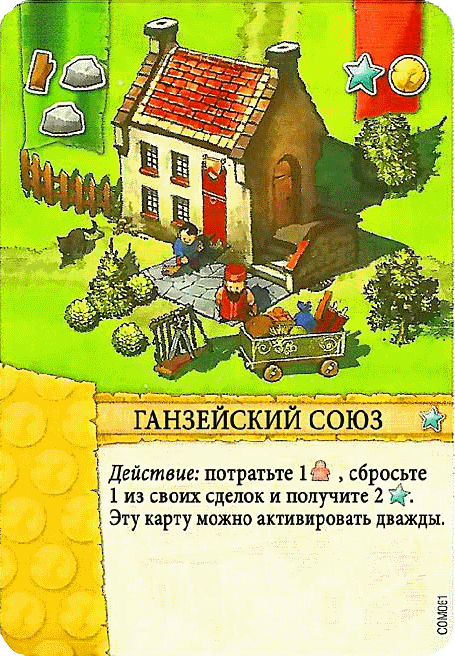 ГАНЗЕЙСКИЙ СОЮЗ
Действие: потратьте 1 , сбросьте
1 из своих сделок и получите 2 .
Эту карту можно активировать дважды.
COM061